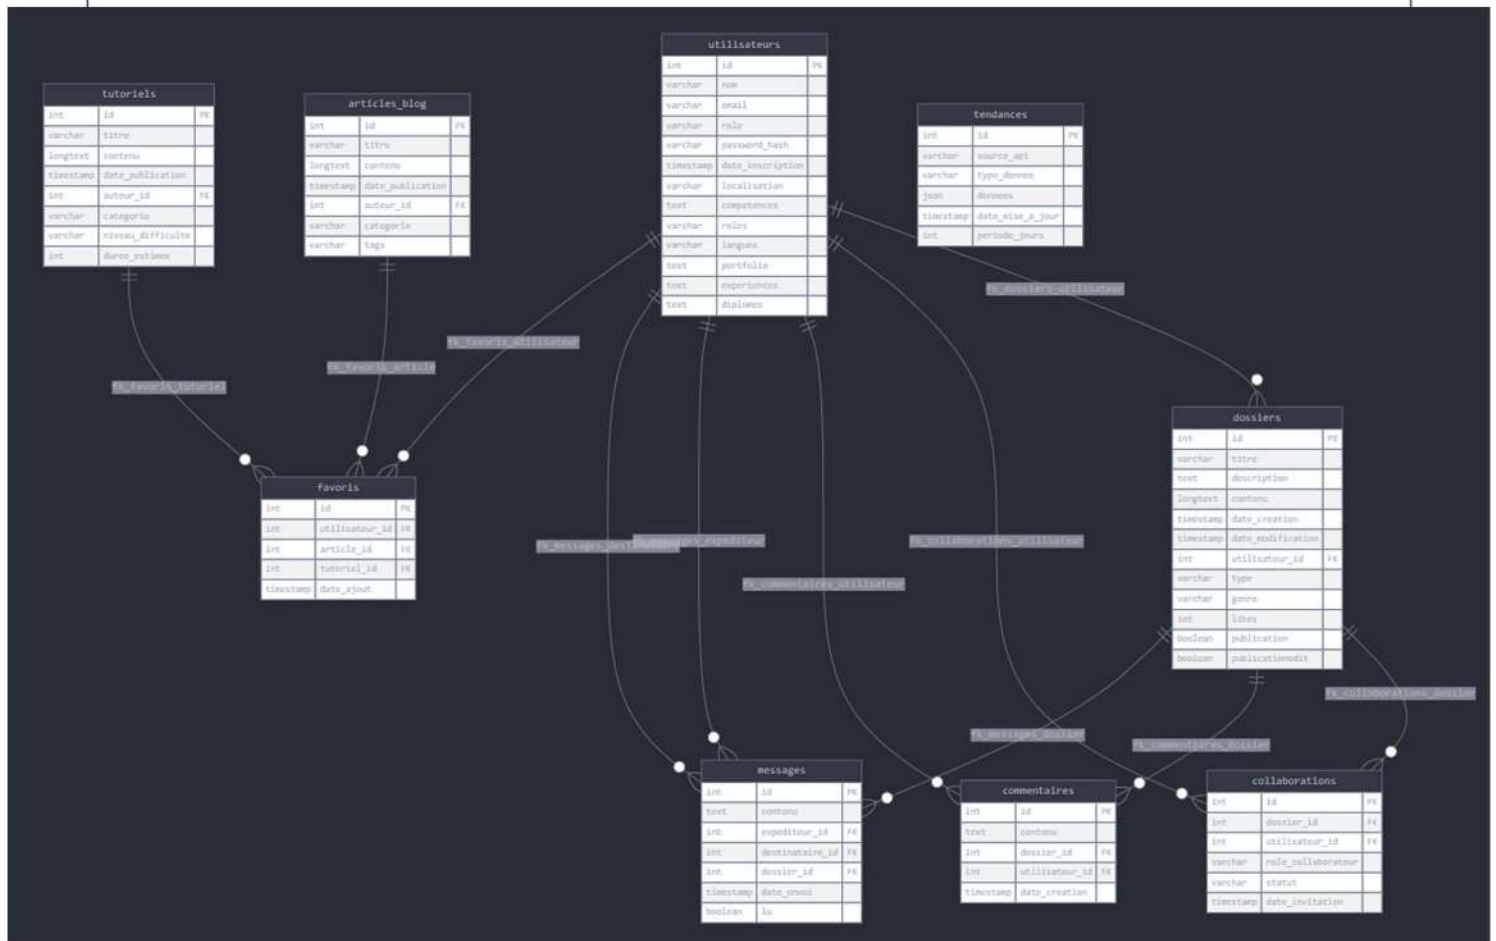 utilisateurs
int id PK
varchar nom
varchar email
varchar role
varchar password_hash
timestamp date_inscription
varchar localisation
text competences
varchar roles
varchar langues
text portfolio
text experiences
text diplomes
tutoriels
int id PK
varchar titre
longtext contenu
timestamp date_publication
int auteur_id FK
varchar categorie
varchar niveau_difficulte
int duree_estimee
articles_blog
int id PK
varchar titre
longtext contenu
timestamp date_publication
int auteur_id FK
varchar categorie
varchar tags
tendances
int id PK
varchar source_api
varchar type_donnee
json donnees
timestamp date_mise_a_jour
int periode_jours
fk_dossiers_utilisateur
fk_favoris_utilisateur
fk_favoris_article
fk_favoris_tutoriel
dossiers
int id PK
varchar titre
text description
longtext contenu
timestamp date_creation
timestamp date_modification
int utilisateur_id FK
varchar type
varchar genre
int likes
boolean publication
boolean publicationedit
favoris
int id PK
int utilisateur_id FK
int article_id FK
int tutoriel_id FK
timestamp date_ajout
fk_collaborations_utilisateur
fk_commentaires_utilisateur
fk_collaborations_dossier
fk_messages_dossier
fk_commentaires_dossier
messages
int id PK
text contenu
int expediteur_id FK
int destinataire_id FK
int dossier_id FK
timestamp date_envoi
boolean lu
commentaires
int id PK
text contenu
int dossier_id FK
int utilisateur_id FK
timestamp date_creation
collaborations
int id PK
int dossier_id FK
int utilisateur_id FK
varchar role_collaborateur
varchar statut
timestamp date_invitation